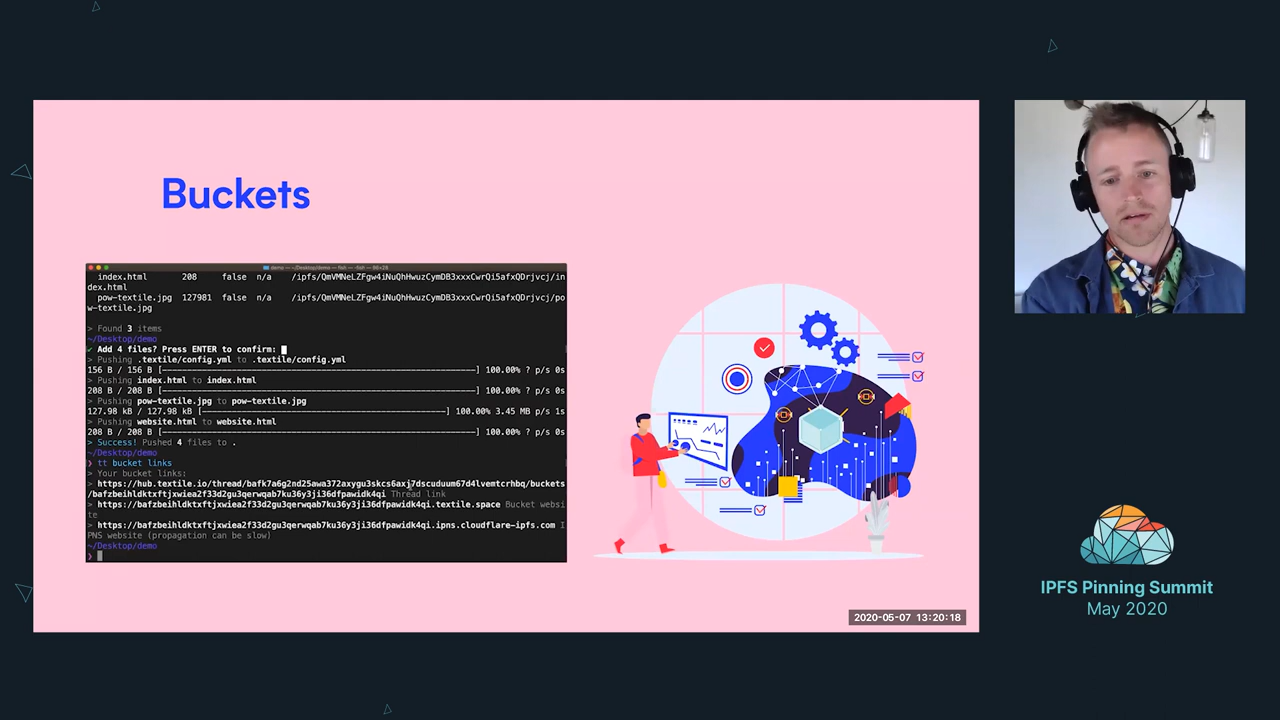 Buckets
index.html 208 false n/a /ipfs/QmVMNeLZFgw4iNuQhHwuzCymDB3xxxCwrQi5afxQDrjvcj/in
dex.html
pow-textile.jpg 127981 false n/a /ipfs/QmVMNeLZFgw4iNuQhHwuzCymDB3xxxCwrQi5afxQDrjvcj/po
w-textile.jpg
> Found 3 items
~/Desktop/demo
✔ Add 4 files? Press ENTER to confirm:
> Pushing .textile/config.yml to .textile/config.yml
156 B / 156 B [------------------------------------------------------] 100.00% ? p/s 0s
> Pushing index.html to index.html
208 B / 208 B [------------------------------------------------------] 100.00% ? p/s 0s
> Pushing pow-textile.jpg to pow-textile.jpg
127.98 kB / 127.98 kB [------------------------------------------] 100.00% 3.45 MB p/s 1s
> Pushing website.html to website.html
208 B / 208 B [------------------------------------------------------] 100.00% ? p/s 0s
> Success! Pushed 4 files to .
~/Desktop/demo
❯ tt bucket links
> Your bucket links:
> https://hub.textile.io/thread/bafk7a6g2nd25awa372axygu3skcs6axj7dscuduum67d4lvemtcrhbq/buckets
/bafzbeihldktxftjxwiea2f33d2gu3qerwqab7ku36y3ji36dfpawidk4qi Thread link
> https://bafzbeihldktxftjxwiea2f33d2gu3qerwqab7ku36y3ji36dfpawidk4qi.textile.space Bucket websi
te
> https://bafzbeihldktxftjxwiea2f33d2gu3qerwqab7ku36y3ji36dfpawidk4qi.ipns.cloudflare-ipfs.com I
PNS website (propagation can be slow)
~/Desktop/demo
❯
2020-05-07 13:20:18
IPFS Pinning Summit
May 2020